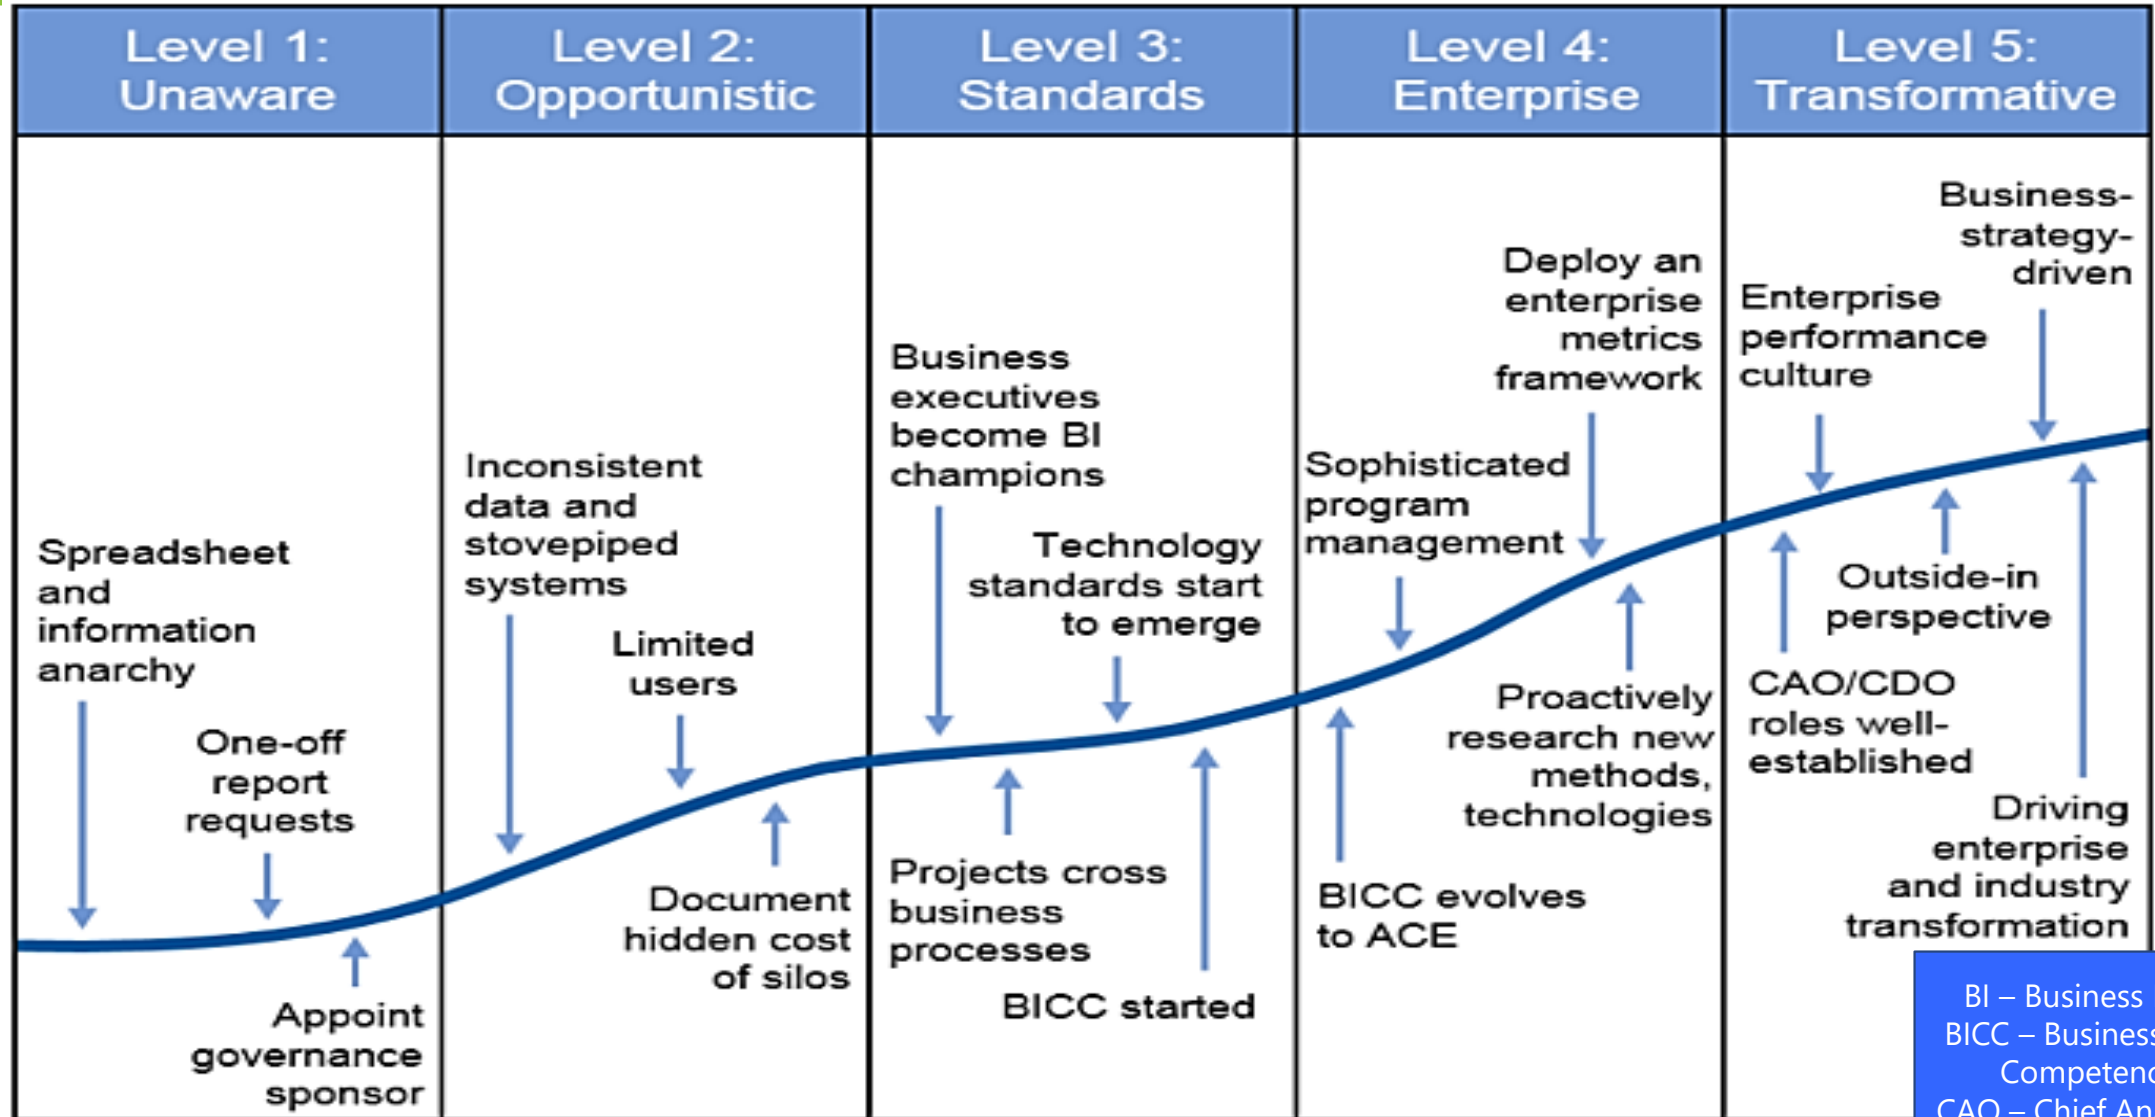 Level 1:
Unaware
Level 2:
Opportunistic
Level 3:
Standards
Level 4:
Enterprise
Level 5:
Transformative
Spreadsheet
and
information
anarchy
One-off
report
requests
Appoint
governance
sponsor
Inconsistent
data and
stovepiped
systems
Limited
users
Document
hidden cost
of silos
Business
executives
become BI
champions
Technology
standards start
to emerge
Projects cross
business
processes
BICC started
Sophisticated
program
management
Deploy an
enterprise
metrics
framework
BICC evolves
to ACE
Proactively
research new
methods,
technologies
Enterprise
performance
culture
Business-
strategy-
driven
CAO/CDO
roles well-
established
Outside-in
perspective
Driving
enterprise
and industry
transformation
BI – Business
BICC – Business
CAO – Chief